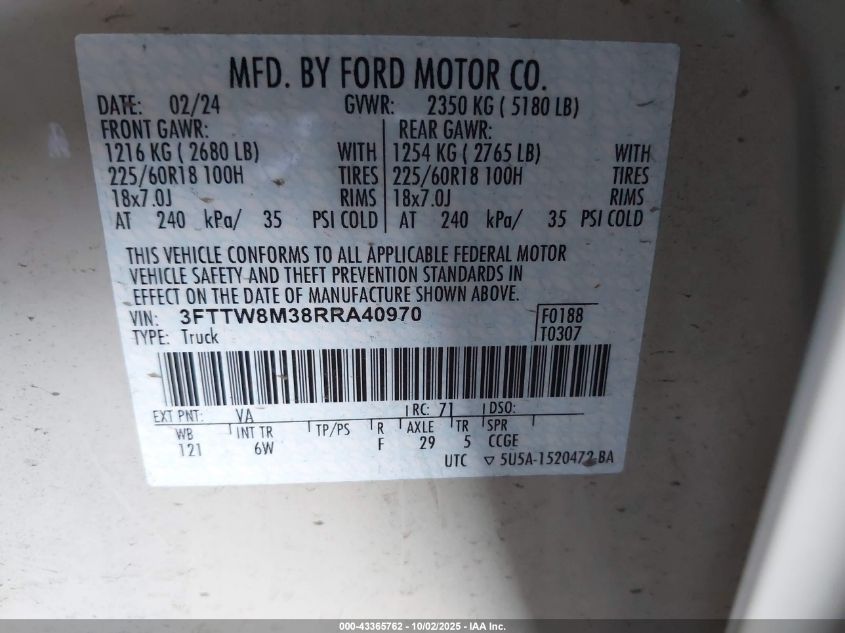 MFD. BY FORD MOTOR CO.
DATE: 02/24 GVWR: 2350 KG ( 5180 LB)
FRONT GAWR: REAR GAWR:
1216 KG ( 2680 LB) WITH 1254 KG ( 2765 LB) WITH
225/60R18 100H TIRES 225/60R18 100H TIRES
18x7.0J RIMS 18x7.0J RIMS
AT 240 kPa/ 35 PSI COLD AT 240 kPa/ 35 PSI COLD
THIS VEHICLE CONFORMS TO ALL APPLICABLE FEDERAL MOTOR
VEHICLE SAFETY AND THEFT PREVENTION STANDARDS IN
EFFECT ON THE DATE OF MANUFACTURE SHOWN ABOVE.
VIN: 3FTTW8M38RRA40970 F0188
TYPE: Truck T0307
EXT PNT: VA RC: 71 DSO:
WB INT TR TP/PS R AXLE TR SPR
121 6W F 29 5 CCGE
UTC ▽ 5U5A-1520472-BA
000-43365762 - 10/02/2025 - IAA Inc.